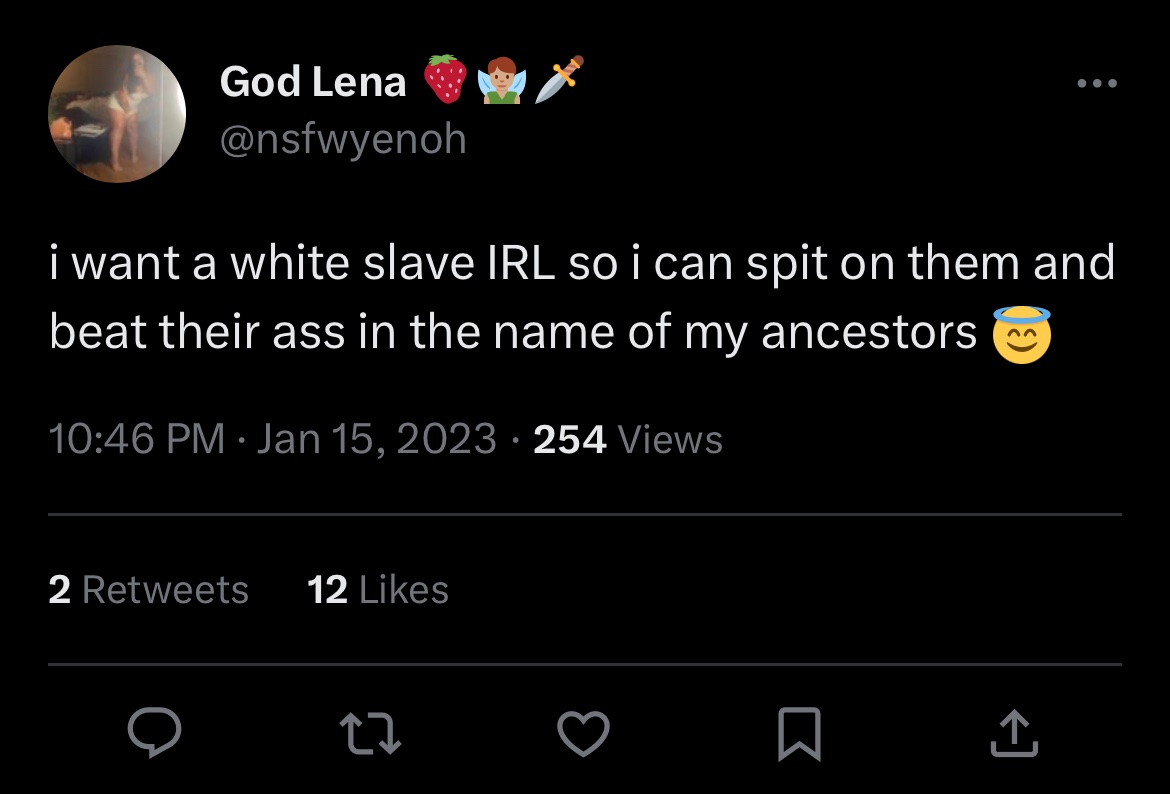 God Lena 🍓🧚🏽‍♂️🗡️
@nsfwyenoh
i want a white slave IRL so i can spit on them and
beat their ass in the name of my ancestors 😇
10:46 PM · Jan 15, 2023 · 254 Views
2 Retweets 12 Likes